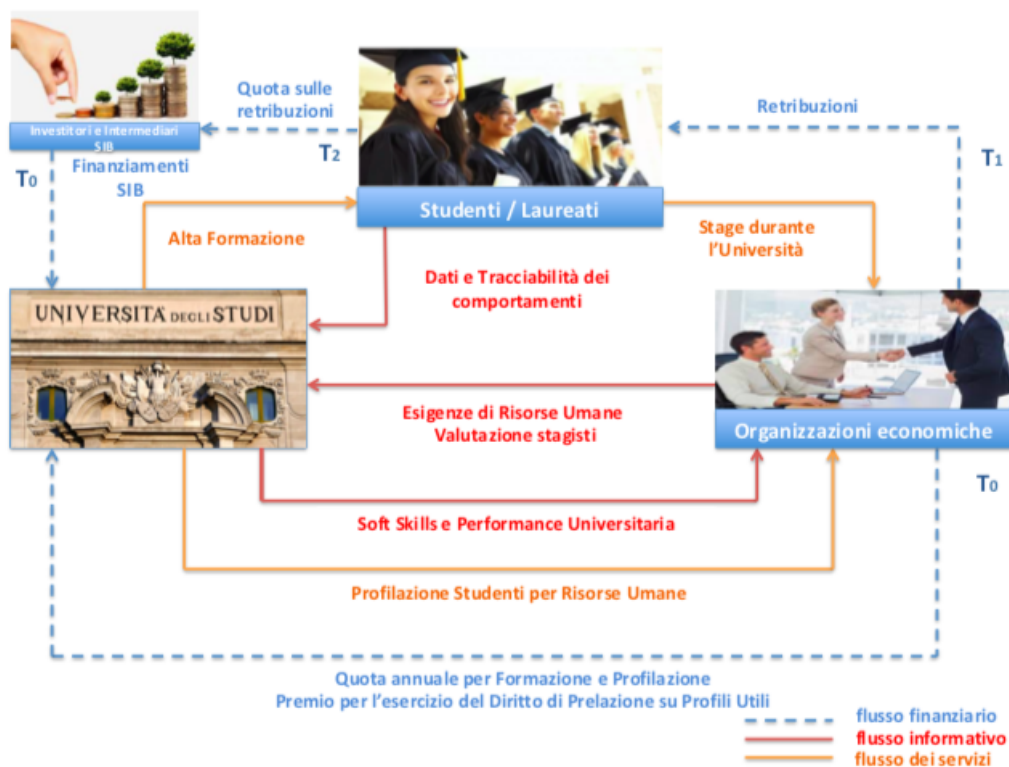 Quota sulle
retribuzioni
Retribuzioni
Investitori e Intermediari
SIB
T2
T1
T0
Finanziamenti
SIB
Studenti / Laureati
Alta Formazione
Stage durante
l'Università
Dati e Tracciabilità dei
comportamenti
UNIVERSITÀ DEGLI STUDI
Esigenze di Risorse Umane
Valutazione stagisti
Organizzazioni economiche
T0
Soft Skills e Performance Universitaria
Profilazione Studenti per Risorse Umane
Quota annuale per Formazione e Profilazione
Premio per l'esercizio del Diritto di Prelazione su Profili Utili
flusso finanziario
flusso informativo
flusso dei servizi